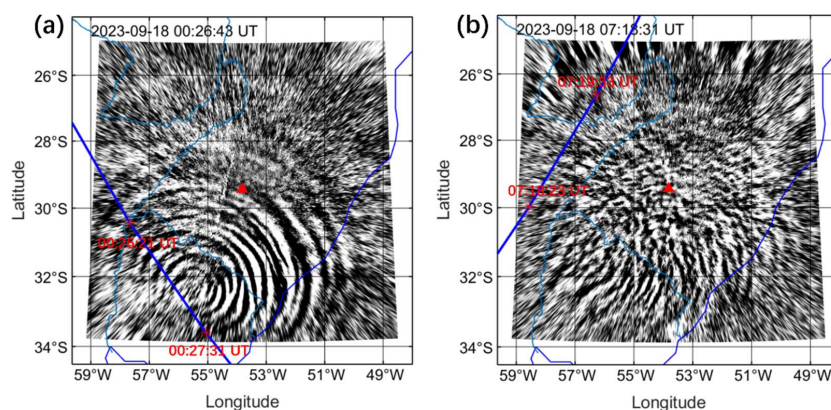 (a)
2023-09-18 00:26:43 UT
26°S
28°S
30°S
32°S
34°S
Latitude
00:26:21 UT
00:27:31 UT
59°W
57°W
55°W
53°W
51°W
49°W
Longitude
(b)
2023-09-18 07:18:31 UT
26°S
28°S
30°S
32°S
34°S
Latitude
07:19:33 UT
07:18:23 UT
59°W
57°W
55°W
53°W
51°W
49°W
Longitude